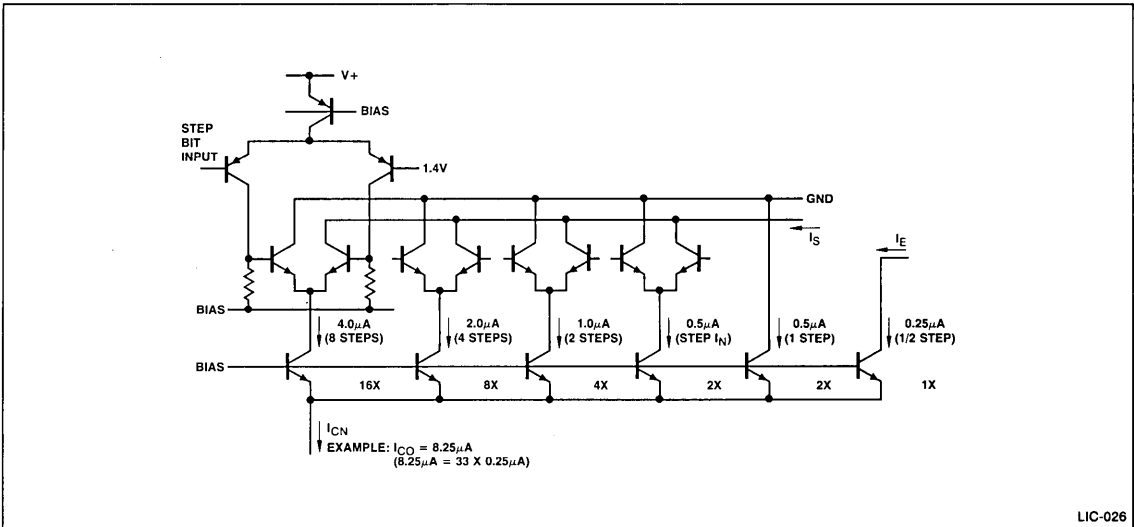 V+
BIAS
STEP
BIT
INPUT
1.4V
GND
I_S
I_E
BIAS
4.0μA
(8 STEPS)
2.0μA
(4 STEPS)
1.0μA
(2 STEPS)
0.5μA
(STEP I_N)
0.5μA
(1 STEP)
0.25μA
(1/2 STEP)
BIAS
16X
8X
4X
2X
2X
1X
I_CN
EXAMPLE: I_CO = 8.25μA
(8.25μA = 33 X 0.25μA)
LIC-026